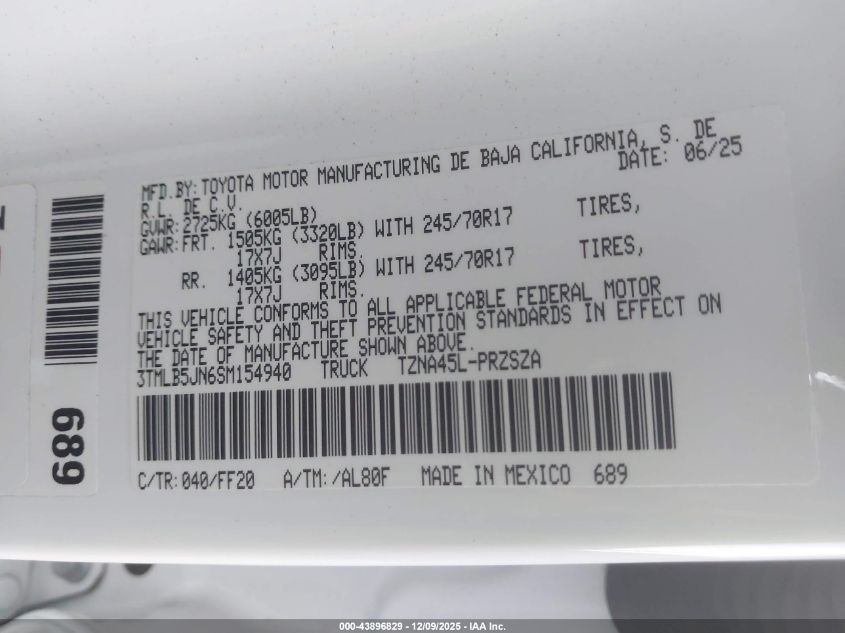 MFD.BY:TOYOTA MOTOR MANUFACTURING DE BAJA CALIFORNIA, S. DE
R.L. DE C.V. DATE: 06/25
GVWR:2725KG (6005LB)
GAWR:FRT. 1505KG (3320LB) WITH 245/70R17 TIRES,
17X7J RIMS.
RR. 1405KG (3095LB) WITH 245/70R17 TIRES,
17X7J RIMS.
THIS VEHICLE CONFORMS TO ALL APPLICABLE FEDERAL MOTOR
VEHICLE SAFETY AND THEFT PREVENTION STANDARDS IN EFFECT ON
THE DATE OF MANUFACTURE SHOWN ABOVE.
3TMLB5JN6SM154940 TRUCK TZNA45L-PRZSZA
C/TR:040/FF20 A/TM:/AL80F MADE IN MEXICO 689
689
000-43896829 - 12/09/2025 - IAA Inc.